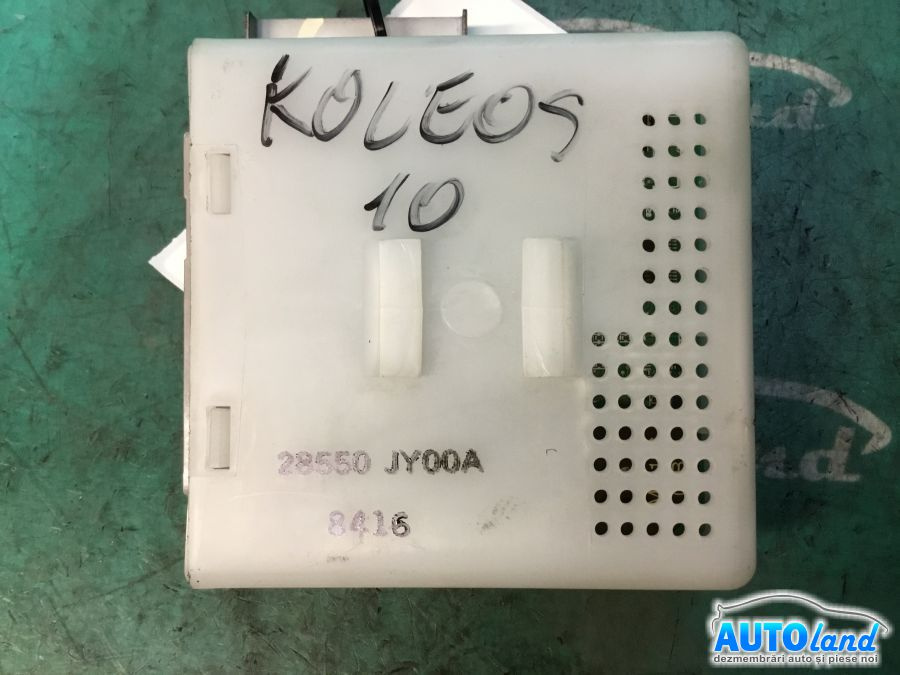 KOLEOS
10
28550 JY00A
8416
AUTOland
dezmembrări auto și piese noi